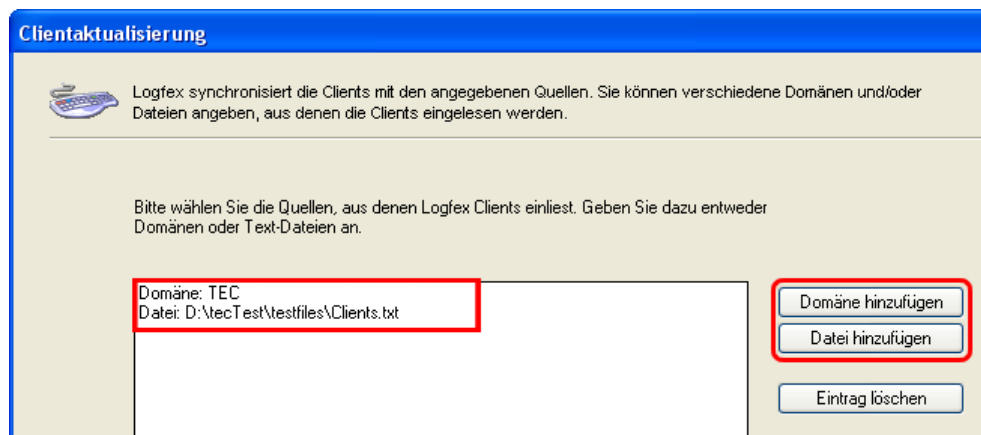 Clientaktualisierung
Logfex synchronisiert die Clients mit den angegebenen Quellen. Sie können verschiedene Domänen und/oder
Dateien angeben, aus denen die Clients eingelesen werden.
Bitte wählen Sie die Quellen, aus denen Logfex Clients einliest. Geben Sie dazu entweder
Domänen oder Text-Dateien an.
Domäne: TEC
Datei: D:\tecTest\testfiles\Clients.txt
Domäne hinzufügen
Datei hinzufügen
Eintrag löschen